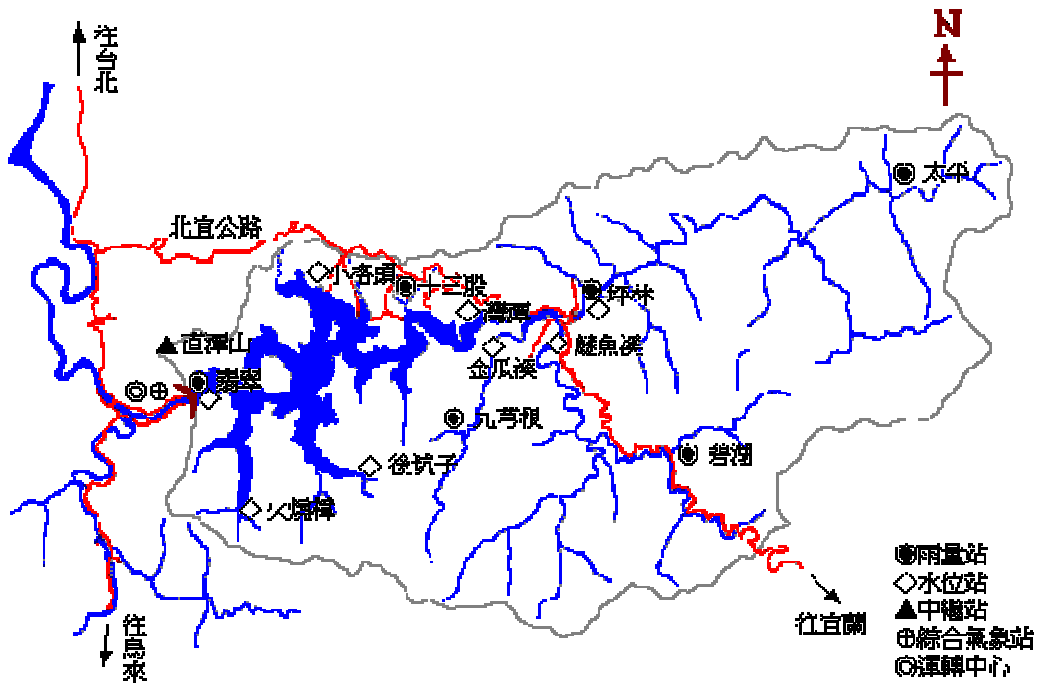 往台北
N
太平
北宜公路
小格頭
十三股
坪林
灣潭
直潭山
鰱魚溪
金瓜溪
翡翠
九芎根
碧湖
後坑子
火燒樟
雨量站
水位站
中繼站
綜合氣象站
運轉中心
往宜蘭
往烏來